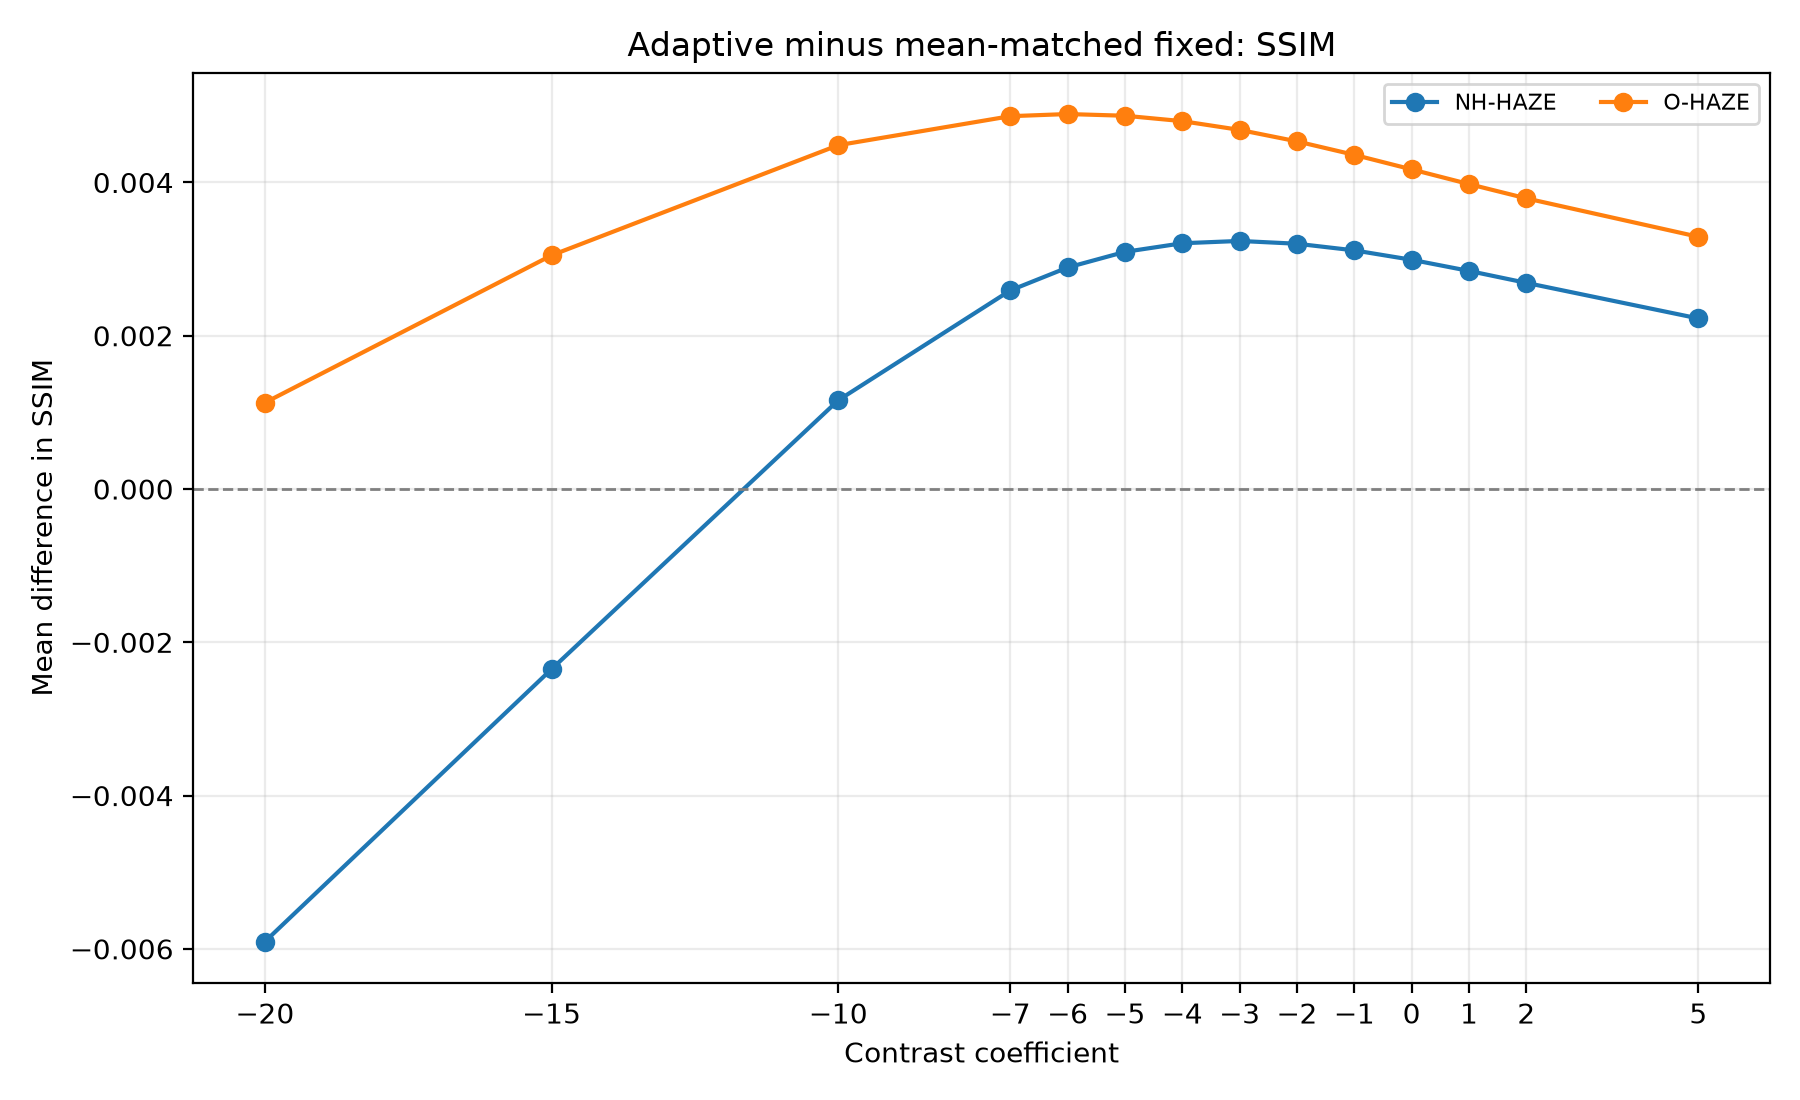 Adaptive minus mean-matched fixed: SSIM
NH-HAZE O-HAZE
Mean difference in SSIM
0.004
0.002
0.000
−0.002
−0.004
−0.006
−20 −15 −10 −7 −6 −5 −4 −3 −2 −1 0 1 2 5
Contrast coefficient